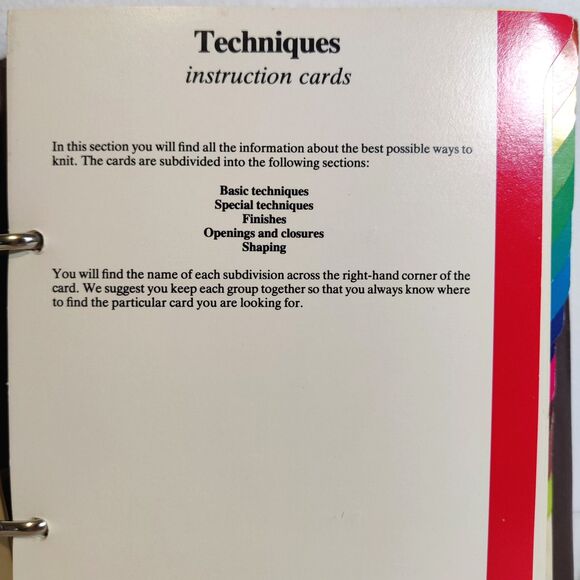 Techniques
instruction cards
In this section you will find all the information about the best possible ways to
knit. The cards are subdivided into the following sections:
Basic techniques
Special techniques
Finishes
Openings and closures
Shaping
You will find the name of each subdivision across the right-hand corner of the
card. We suggest you keep each group together so that you always know where
to find the particular card you are looking for.